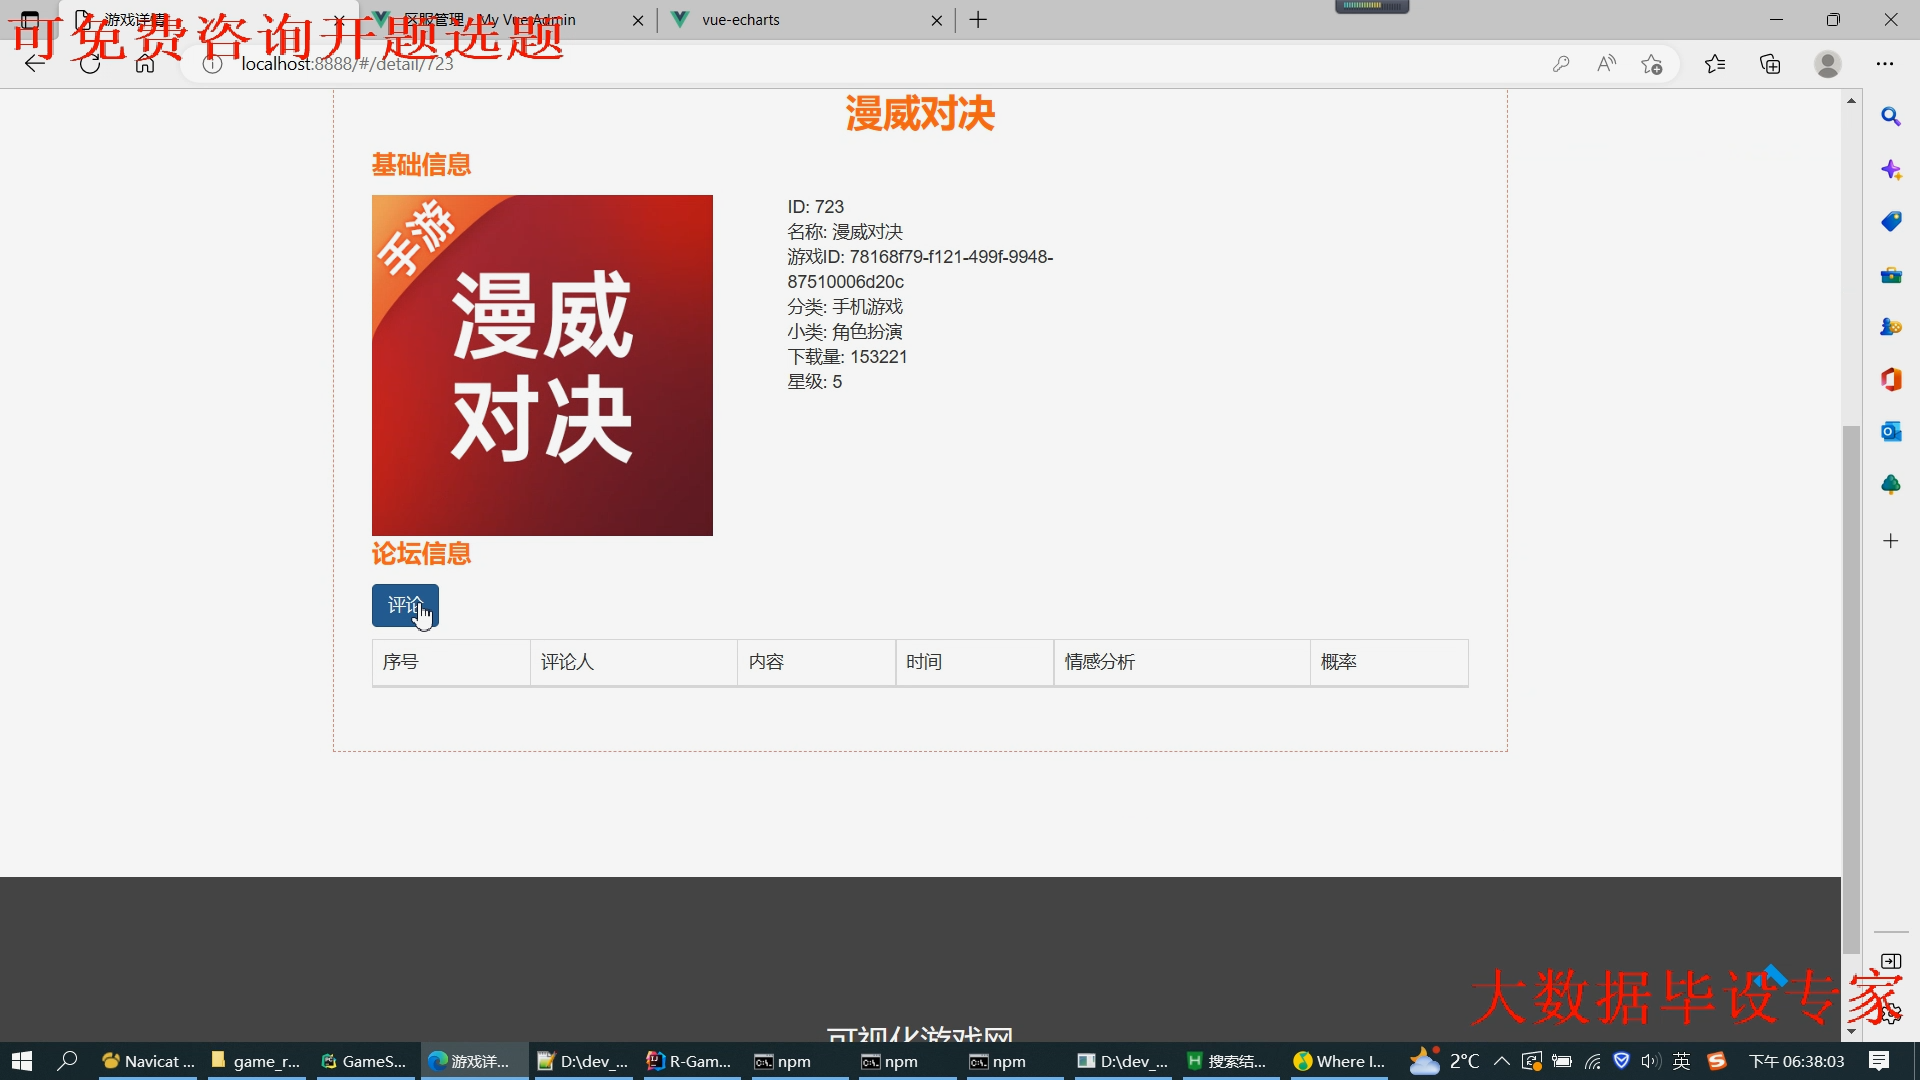 可免费咨询开题选题
游戏详情
区服管理 - My Vue Admin
vue-echarts
localhost:8888/#/detail/723
漫威对决
基础信息
手游
漫威
对决
ID: 723
名称: 漫威对决
游戏ID: 78168f79-f121-499f-9948-
87510006d20c
分类: 手机游戏
小类: 角色扮演
下载量: 153221
星级: 5
论坛信息
评论
序号 评论人 内容 时间 情感分析 概率
大数据毕设专家
可视化游戏网
Navicat ... game_r... GameS... 游戏详... D:\dev_... R-Gam... npm npm npm D:\dev_... 搜索结... Where I... 2°C 英 下午 06:38:03